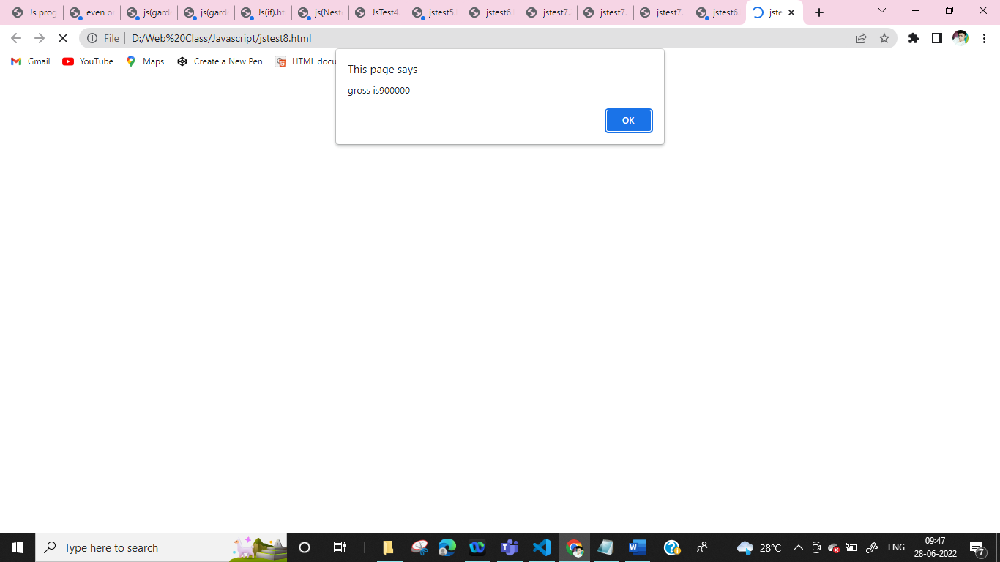 Js prog
even or
js(gard
js(gard
Js(if).ht
js(Nest
JsTest4.
jstest5.
jstest6.
jstest7.
jstest7.
jstest7.
jstest6.
jste
File D:/Web%20Class/Javascript/jstest8.html
Gmail YouTube Maps Create a New Pen HTML docu
This page says
gross is900000
OK
Type here to search
28°C ENG 09:47
28-06-2022
7